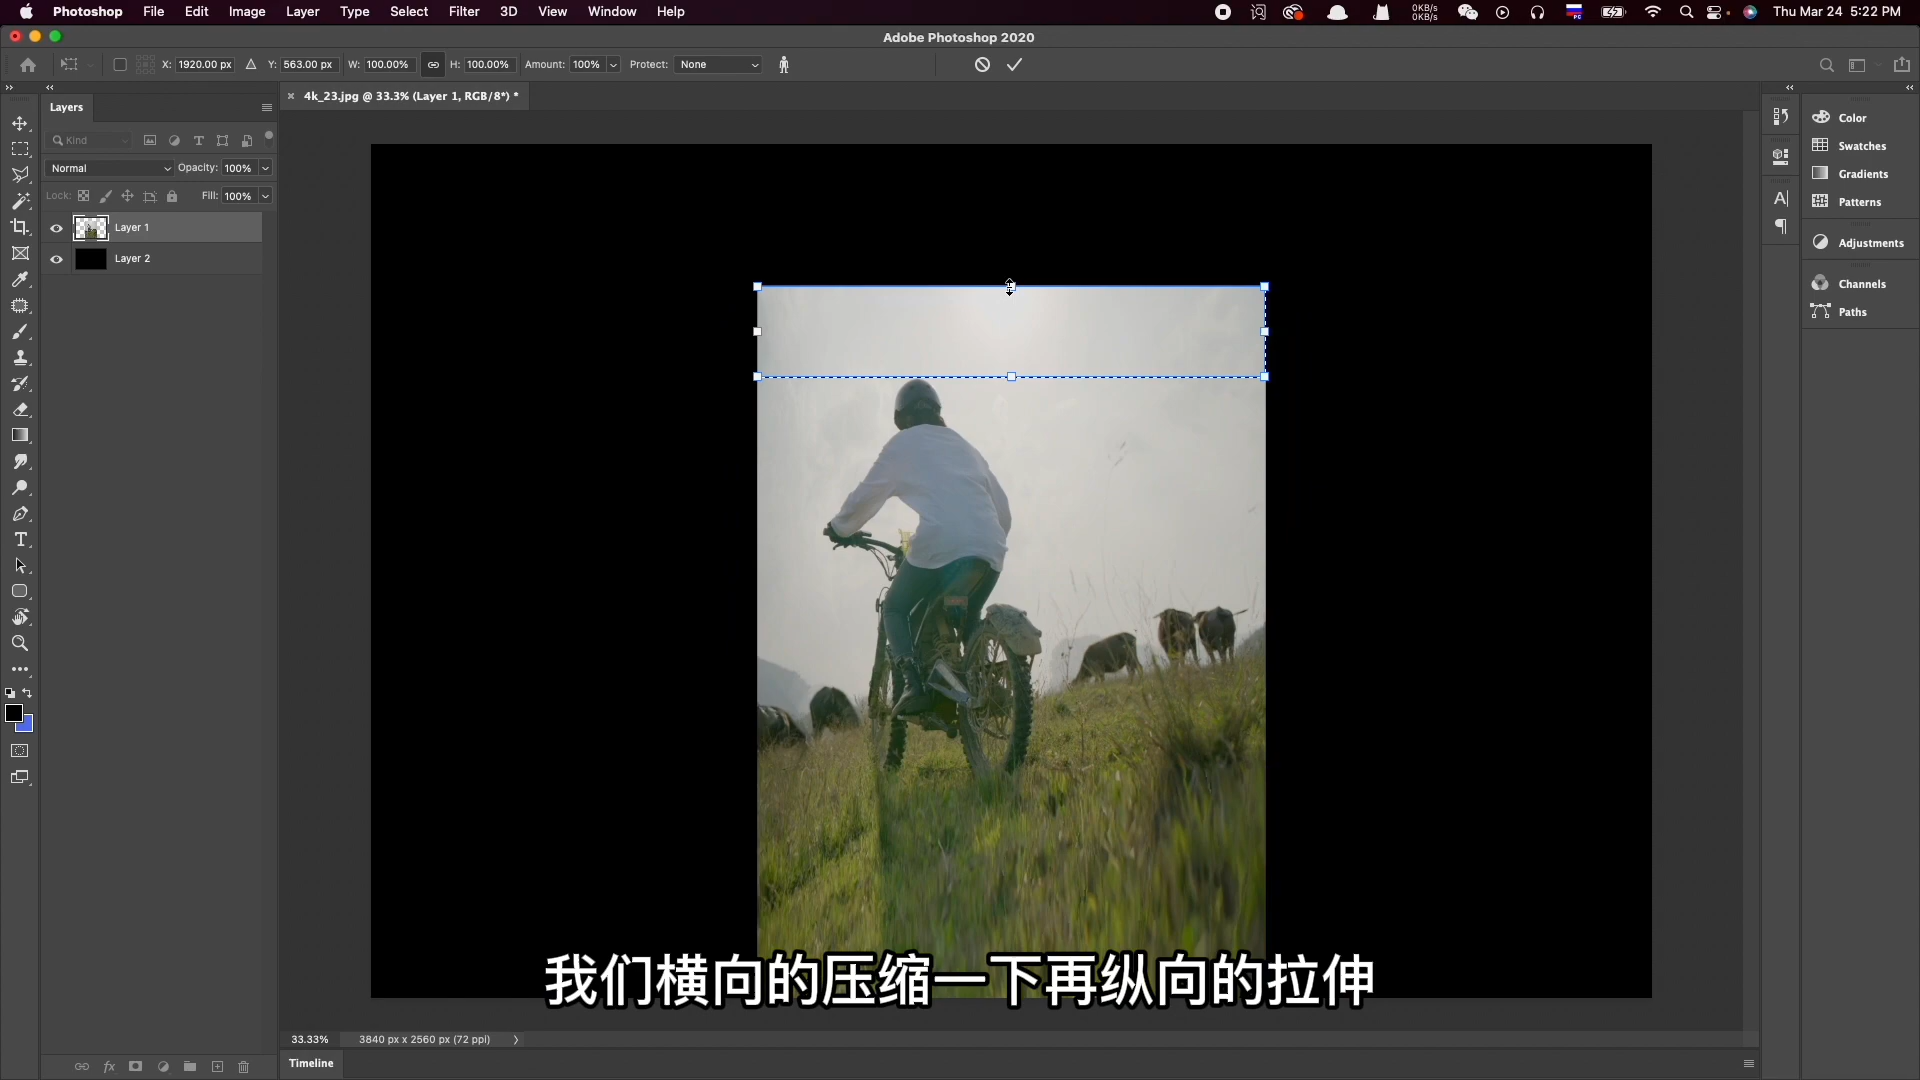 Photoshop File Edit Image Layer Type Select Filter 3D View Window Help
0KB/s
0KB/s
Thu Mar 24 5:22 PM
Adobe Photoshop 2020
X: 1920.00 px Y: 563.00 px W: 100.00% H: 100.00% Amount: 100% Protect: None
Layers
4k_23.jpg @ 33.3% (Layer 1, RGB/8*) *
Kind
Normal Opacity: 100%
Lock: Fill: 100%
Layer 1
Layer 2
Color
Swatches
Gradients
Patterns
Adjustments
Channels
Paths
我们横向的压缩一下再纵向的拉伸
33.33% 3840 px x 2560 px (72 ppi)
Timeline